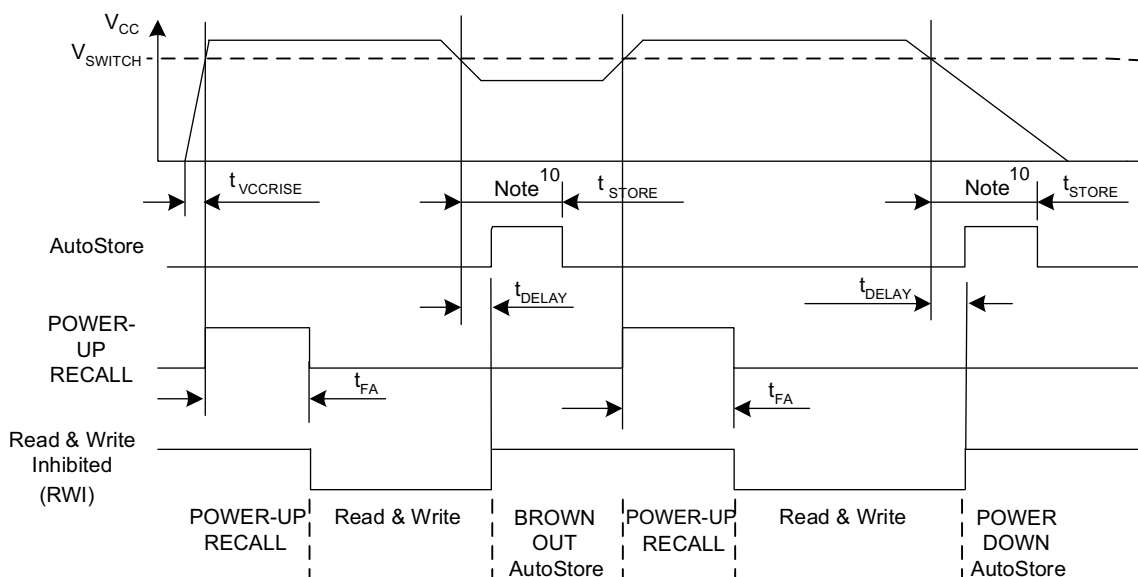 VCC
VSWITCH
tVCCRISE
Note10
tSTORE
Note10
tSTORE
AutoStore
tDELAY
tDELAY
POWER-
UP
RECALL
tFA
tFA
Read & Write
Inhibited
(RWI)
POWER-UP
RECALL
Read & Write
BROWN
OUT
AutoStore
POWER-UP
RECALL
Read & Write
POWER
DOWN
AutoStore